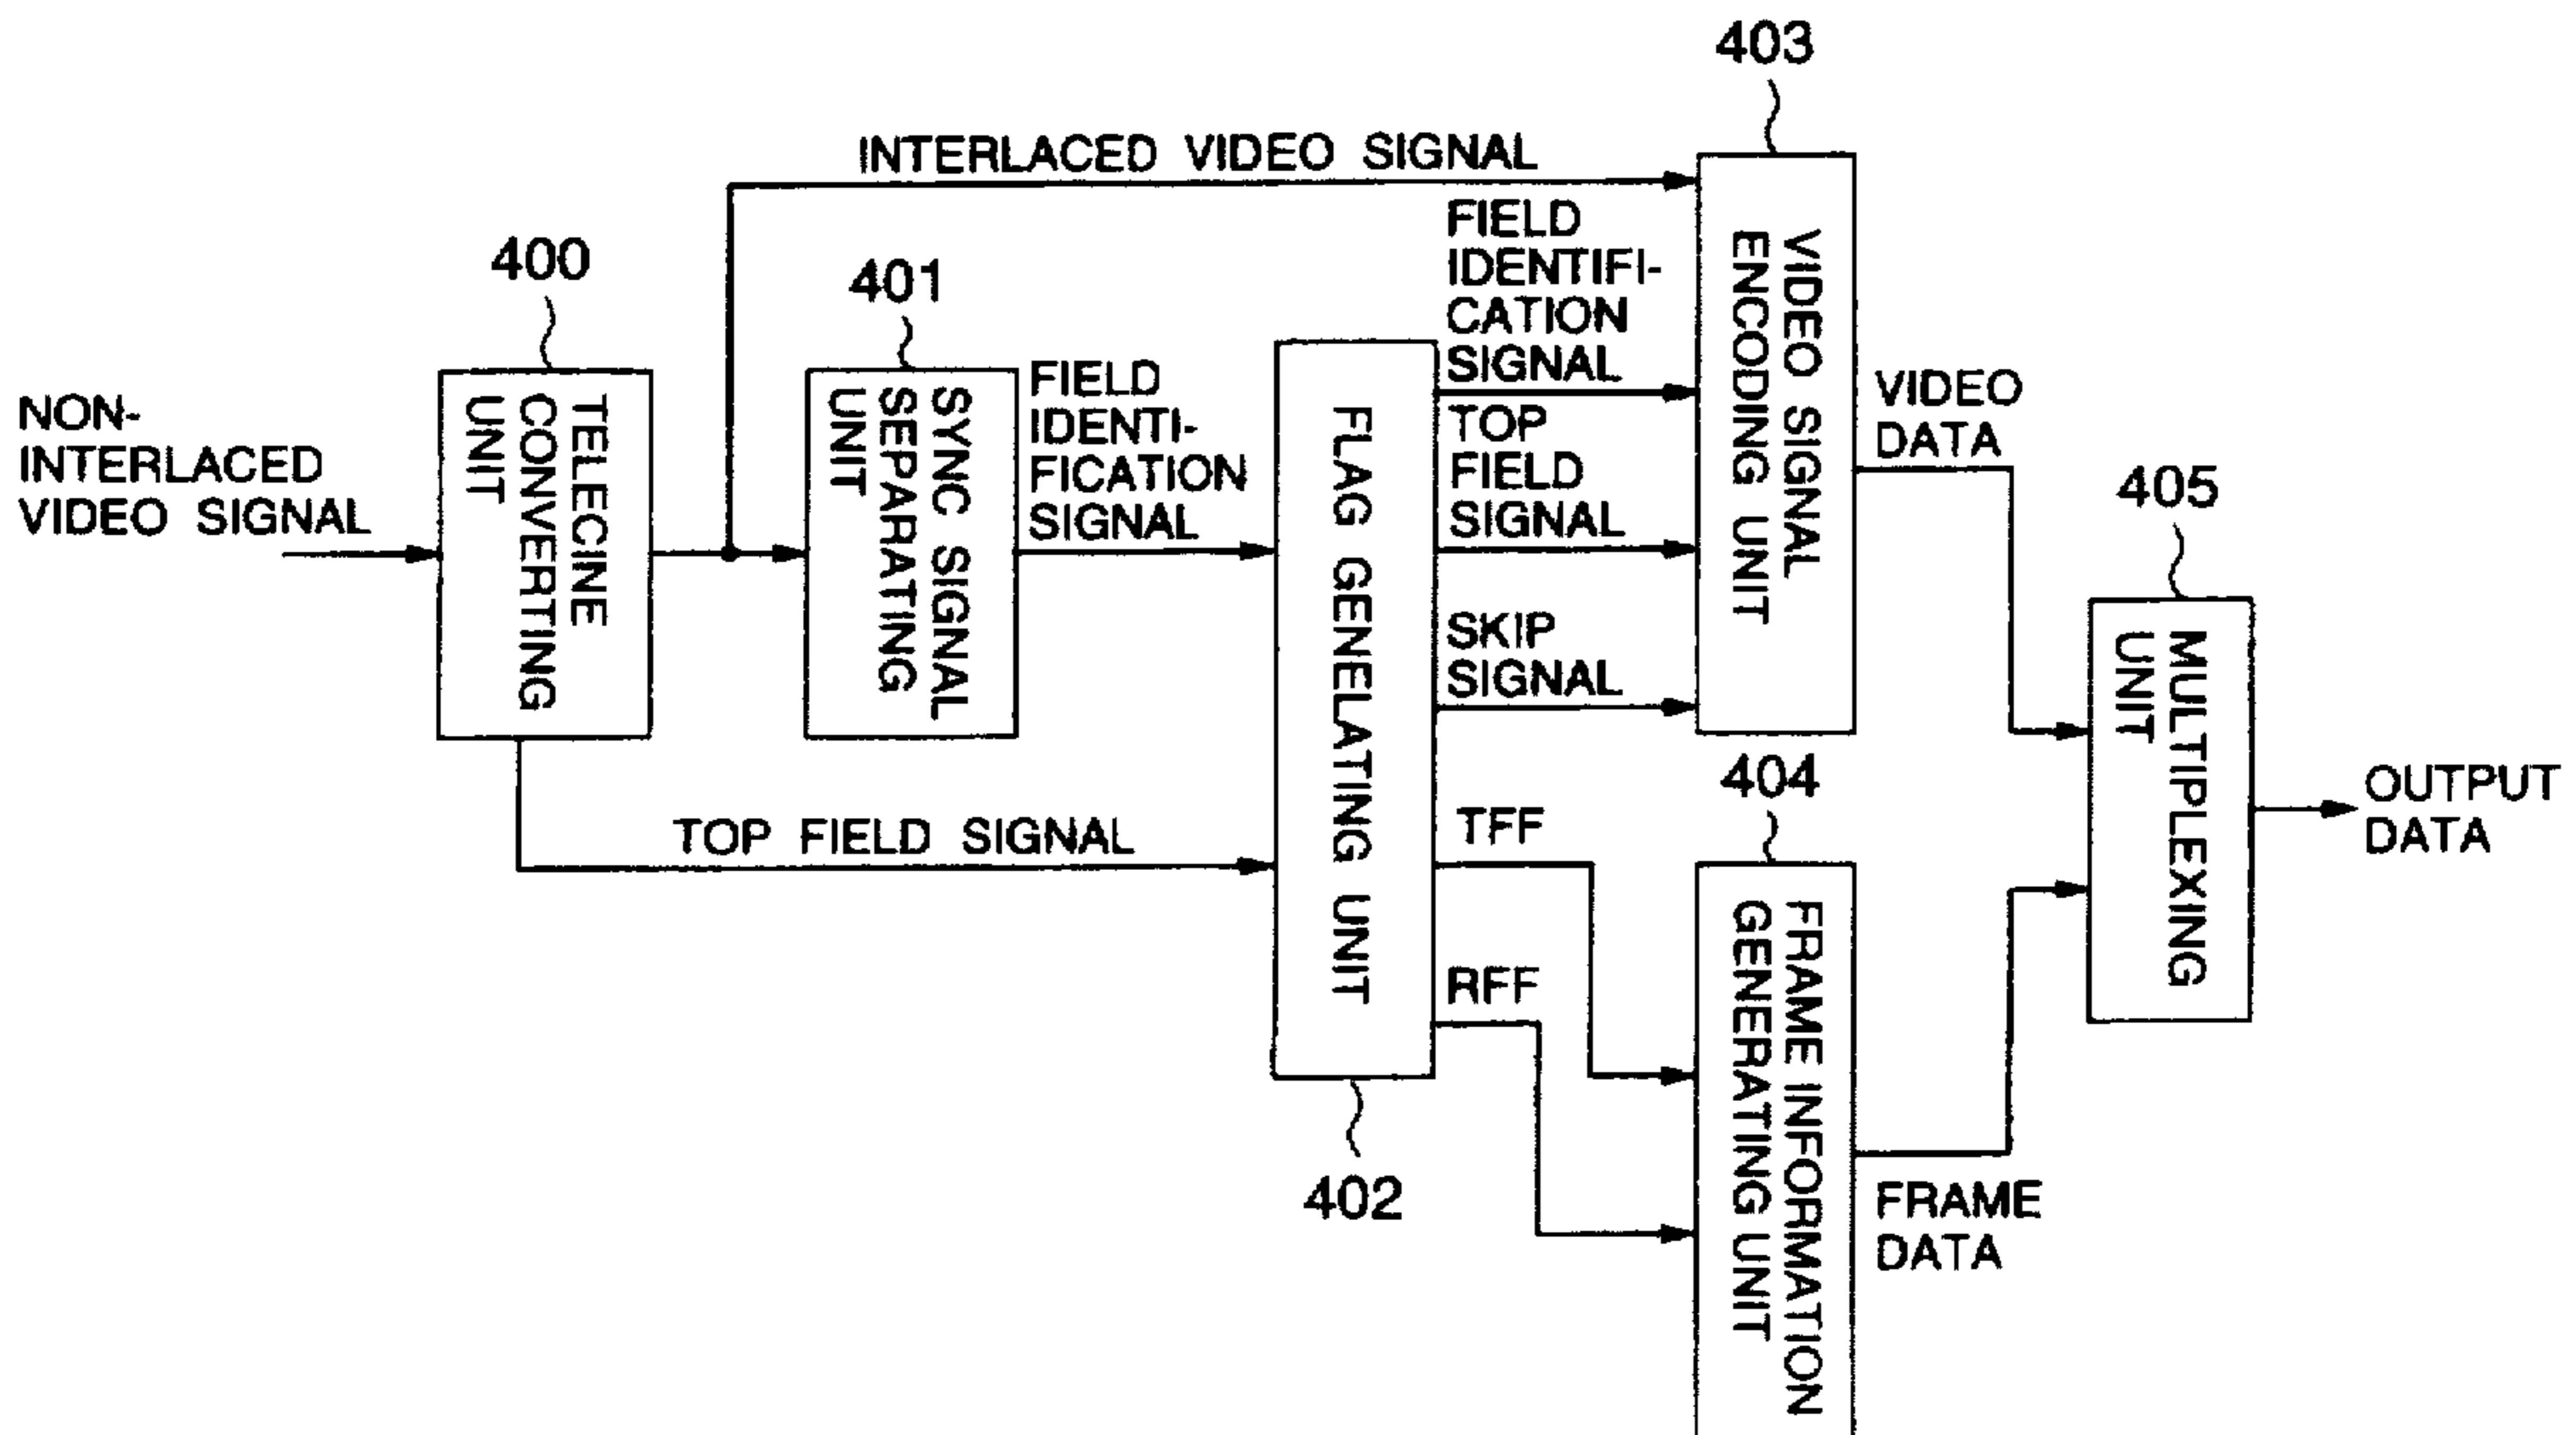 403
INTERLACED VIDEO SIGNAL
400
401
NON-
INTERLACED
VIDEO SIGNAL
TELECINE
CONVERTING
UNIT
SYNC SIGNAL
SEPARATING
UNIT
FIELD
IDENTI-
FICATION
SIGNAL
FLAG GENELATING UNIT
402
FIELD
IDENTIFI-
CATION
SIGNAL
TOP
FIELD
SIGNAL
SKIP
SIGNAL
TOP FIELD SIGNAL
TFF
RFF
VIDEO SIGNAL
ENCODING UNIT
404
FRAME INFORMATION
GENERATING UNIT
VIDEO
DATA
FRAME
DATA
405
MULTIPLEXING
UNIT
OUTPUT
DATA